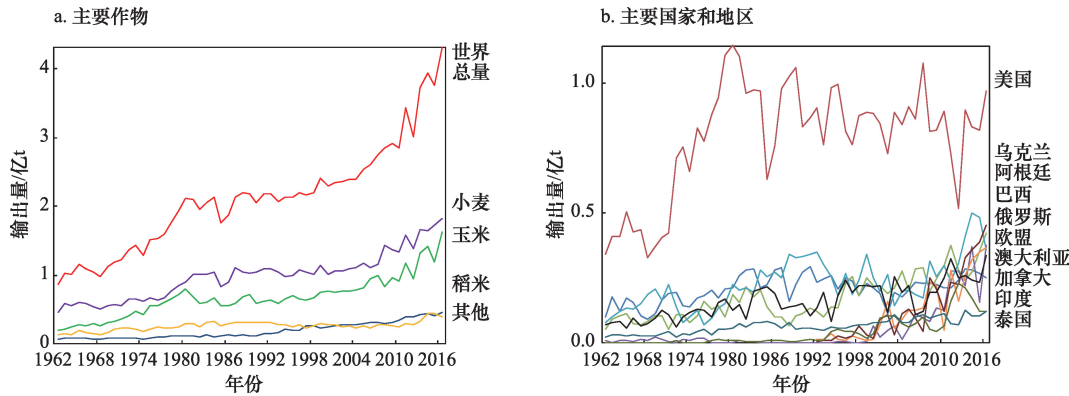 a. 主要作物
输出量/亿t
4
3
2
1
0
1962 1968 1974 1980 1986 1992 1998 2004 2010 2016
年份
世界
总量
小麦
玉米
稻米
其他
b. 主要国家和地区
输出量/亿t
1.0
0.5
0.0
1962 1968 1974 1980 1986 1992 1998 2004 2010 2016
年份
美国
乌克兰
阿根廷
巴西
俄罗斯
欧盟
澳大利亚
加拿大
印度
泰国